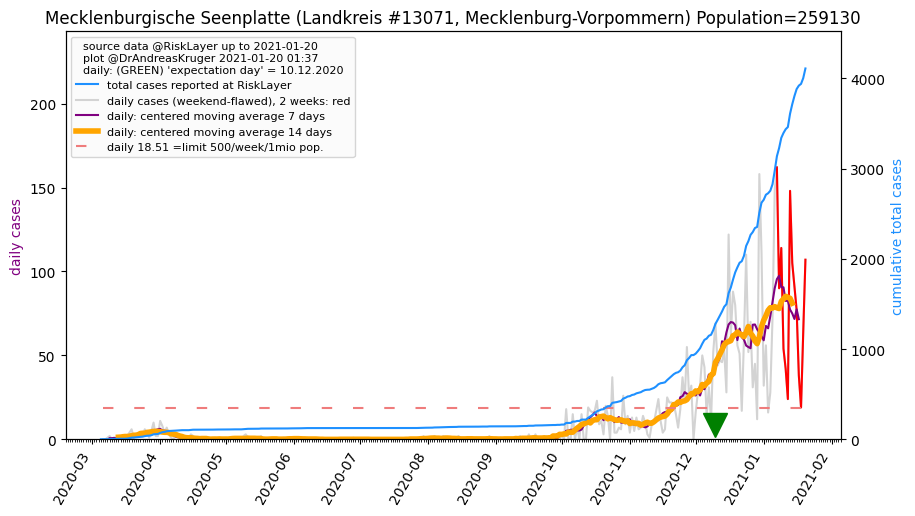 Mecklenburgische Seenplatte (Landkreis #13071, Mecklenburg-Vorpommern) Population=259130
source data @RiskLayer up to 2021-01-20
plot @DrAndreasKruger 2021-01-20 01:37
daily: (GREEN) 'expectation day' = 10.12.2020
total cases reported at RiskLayer
daily cases (weekend-flawed), 2 weeks: red
daily: centered moving average 7 days
daily: centered moving average 14 days
daily 18.51 =limit 500/week/1mio pop.
daily cases
200
150
100
50
0
4000
3000
2000
1000
0
cumulative total cases
2020-03
2020-04
2020-05
2020-06
2020-07
2020-08
2020-09
2020-10
2020-11
2020-12
2021-01
2021-02